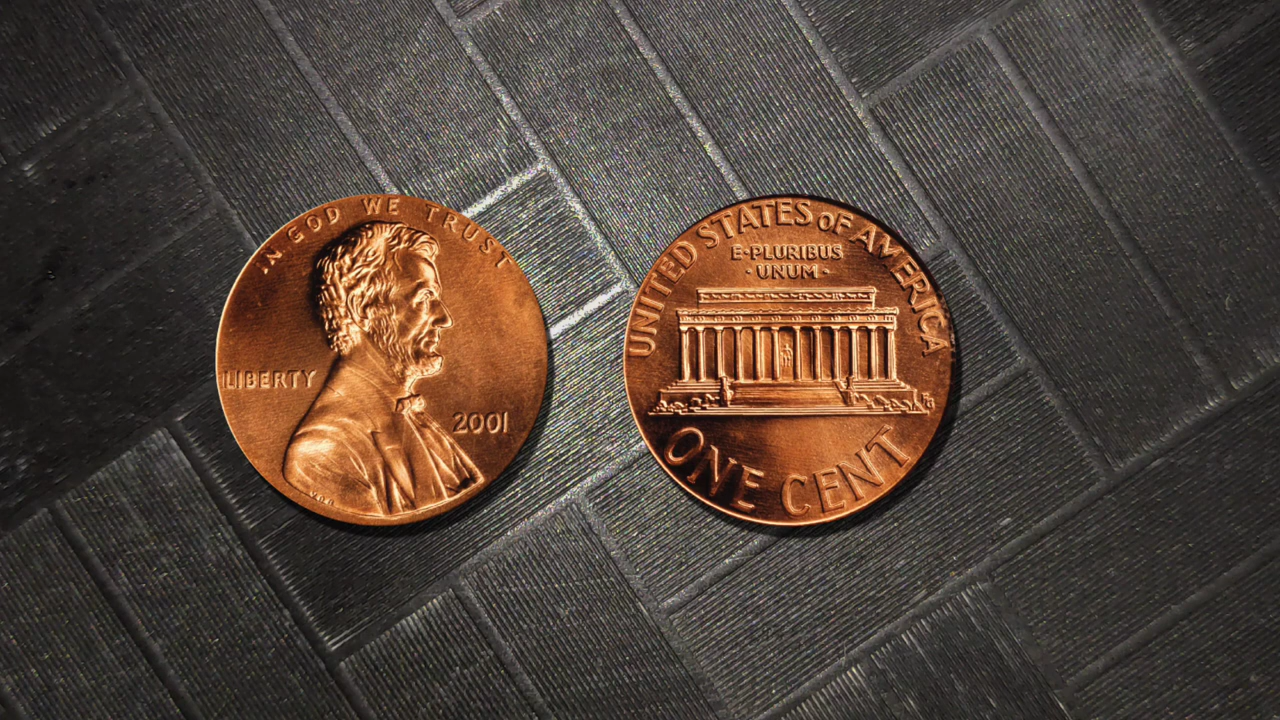 IN GOD WE TRUST
LIBERTY
2001
UNITED STATES OF AMERICA
E·PLURIBUS
·UNUM·
ONE CENT